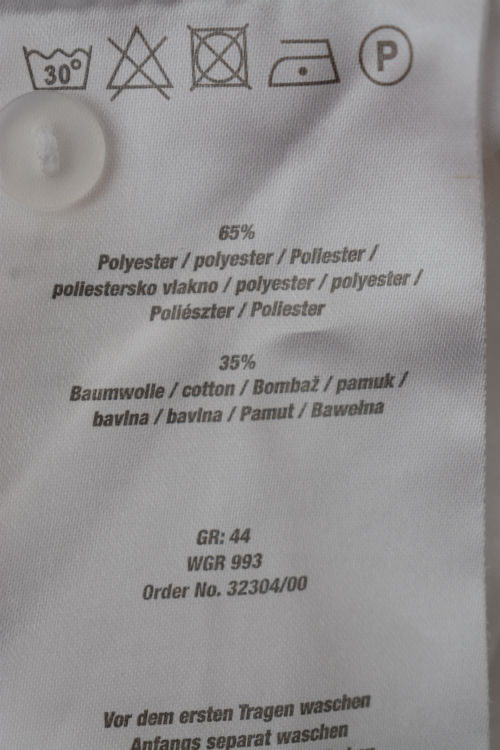 30°
P
65%
Polyester / polyester / Poliester /
poliestersko vlakno / polyester / polyester /
Poliészter / Poliester
35%
Baumwolle / cotton / Bombaž / pamuk /
bavlna / bavlna / Pamut / Bawełna
GR: 44
WGR 993
Order No. 32304/00
Vor dem ersten Tragen waschen
Anfangs separat waschen